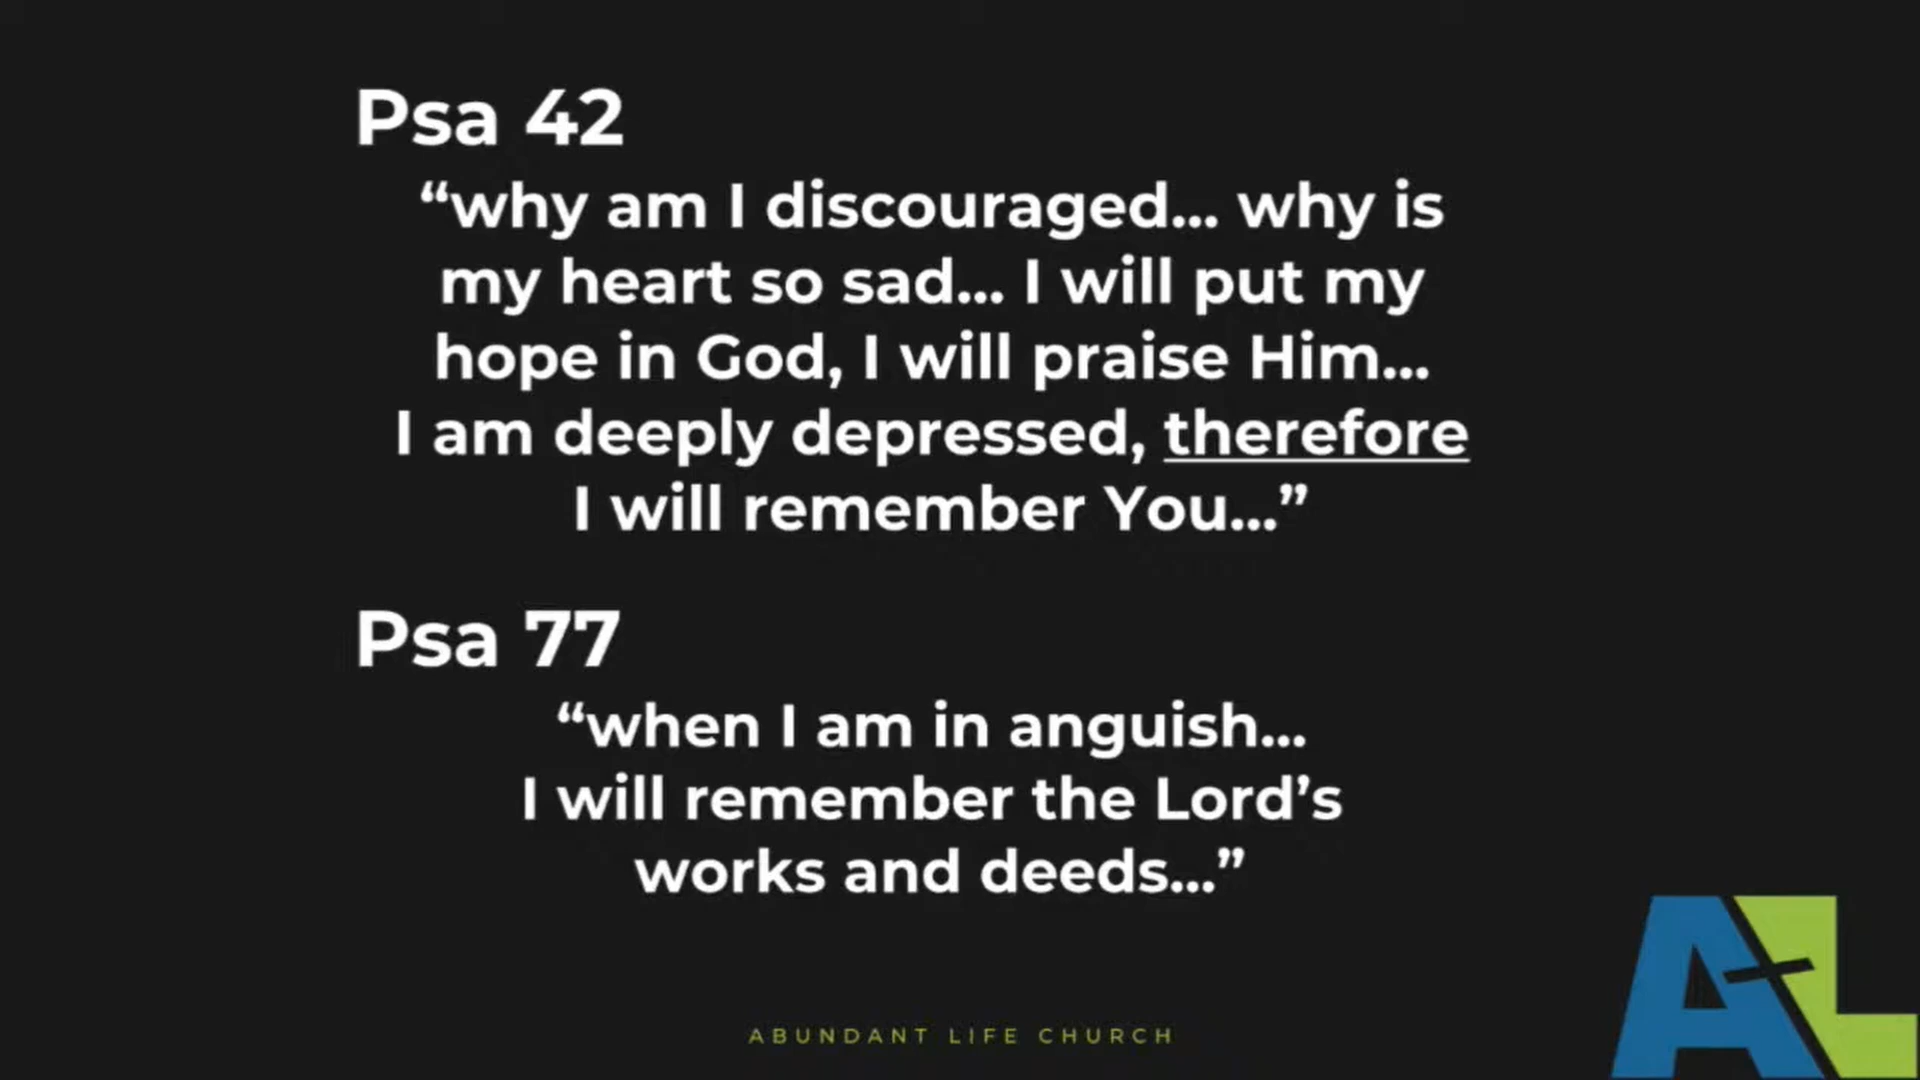 Psa 42
“why am I discouraged... why is
my heart so sad... I will put my
hope in God, I will praise Him...
I am deeply depressed, therefore
I will remember You...”
Psa 77
“when I am in anguish...
I will remember the Lord’s
works and deeds...”
ABUNDANT LIFE CHURCH
AL